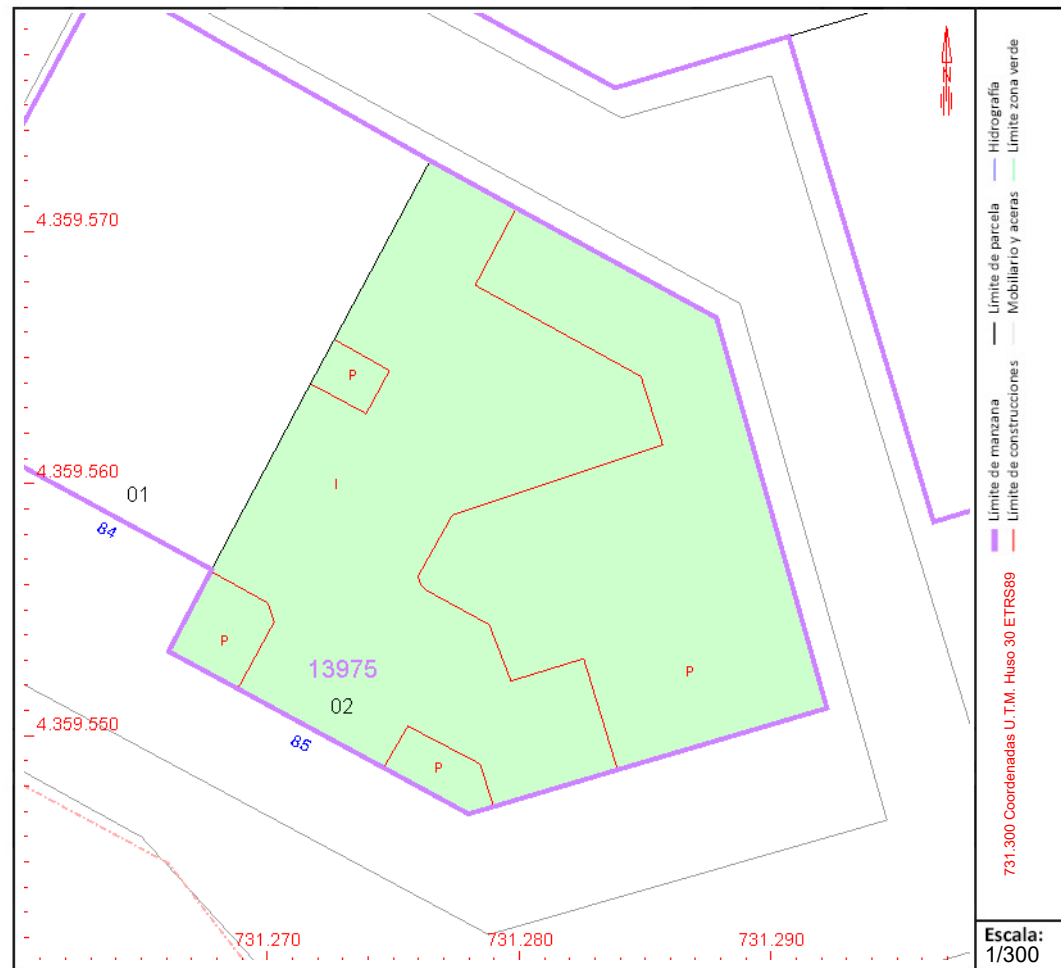 4.359.570
P
4.359.560
I
01
84
P
13975
P
02
4.359.550
85
P
731.270
731.280
731.290
N
Límite de manzana
Límite de parcela
Hidrografía
Límite de construcciones
Mobiliario y aceras
Límite zona verde
731.300 Coordenadas U.T.M. Huso 30 ETRS89
Escala:
1/300